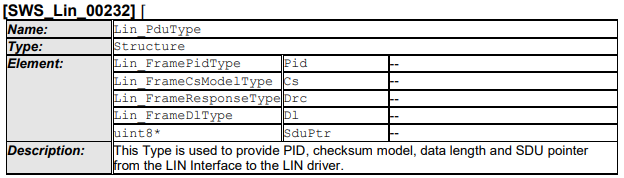 [SWS_Lin_00232] ⌈
Name: Lin_PduType
Type: Structure
Element: Lin_FramePidType Pid --
Lin_FrameCsModelType Cs --
Lin_FrameResponseType Drc --
Lin_FrameDlType Dl --
uint8* SduPtr --
Description: This Type is used to provide PID, checksum model, data length and SDU pointer
from the LIN Interface to the LIN driver.